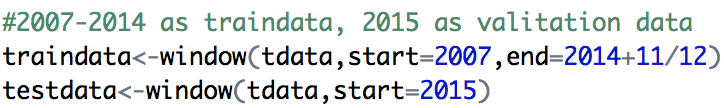 #2007-2014 as traindata, 2015 as valitation data
traindata<-window(tdata,start=2007,end=2014+11/12)
testdata<-window(tdata,start=2015)